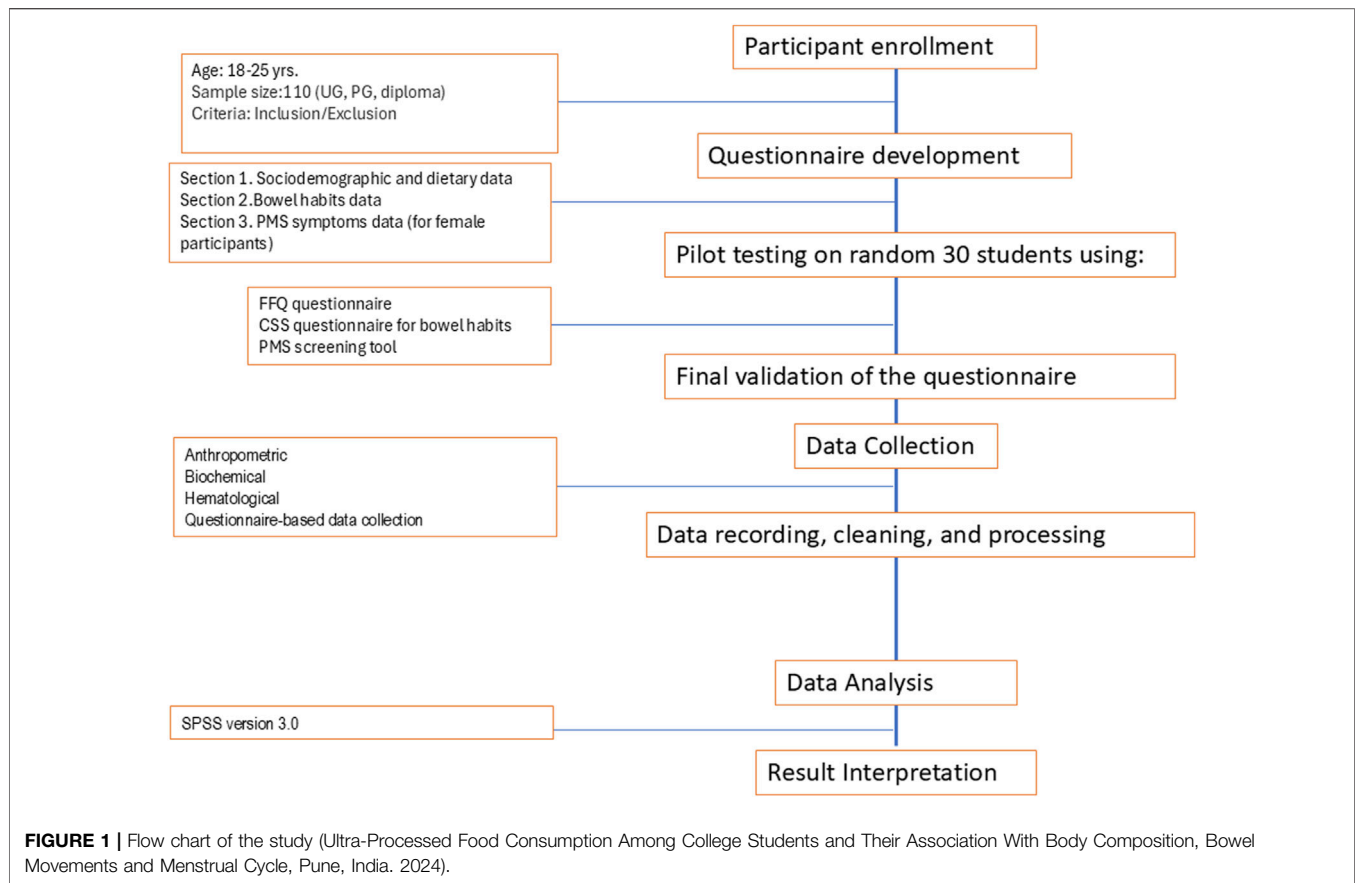 Participant enrollment
Age: 18-25 yrs.
Sample size:110 (UG, PG, diploma)
Criteria: Inclusion/Exclusion
Questionnaire development
Section 1. Sociodemographic and dietary data
Section 2.Bowel habits data
Section 3. PMS symptoms data (for female
participants)
Pilot testing on random 30 students using:
FFQ questionnaire
CSS questionnaire for bowel habits
PMS screening tool
Final validation of the questionnaire
Data Collection
Anthropometric
Biochemical
Hematological
Questionnaire-based data collection
Data recording, cleaning, and processing
Data Analysis
SPSS version 3.0
Result Interpretation
FIGURE 1 | Flow chart of the study (Ultra-Processed Food Consumption Among College Students and Their Association With Body Composition, Bowel
Movements and Menstrual Cycle, Pune, India. 2024).